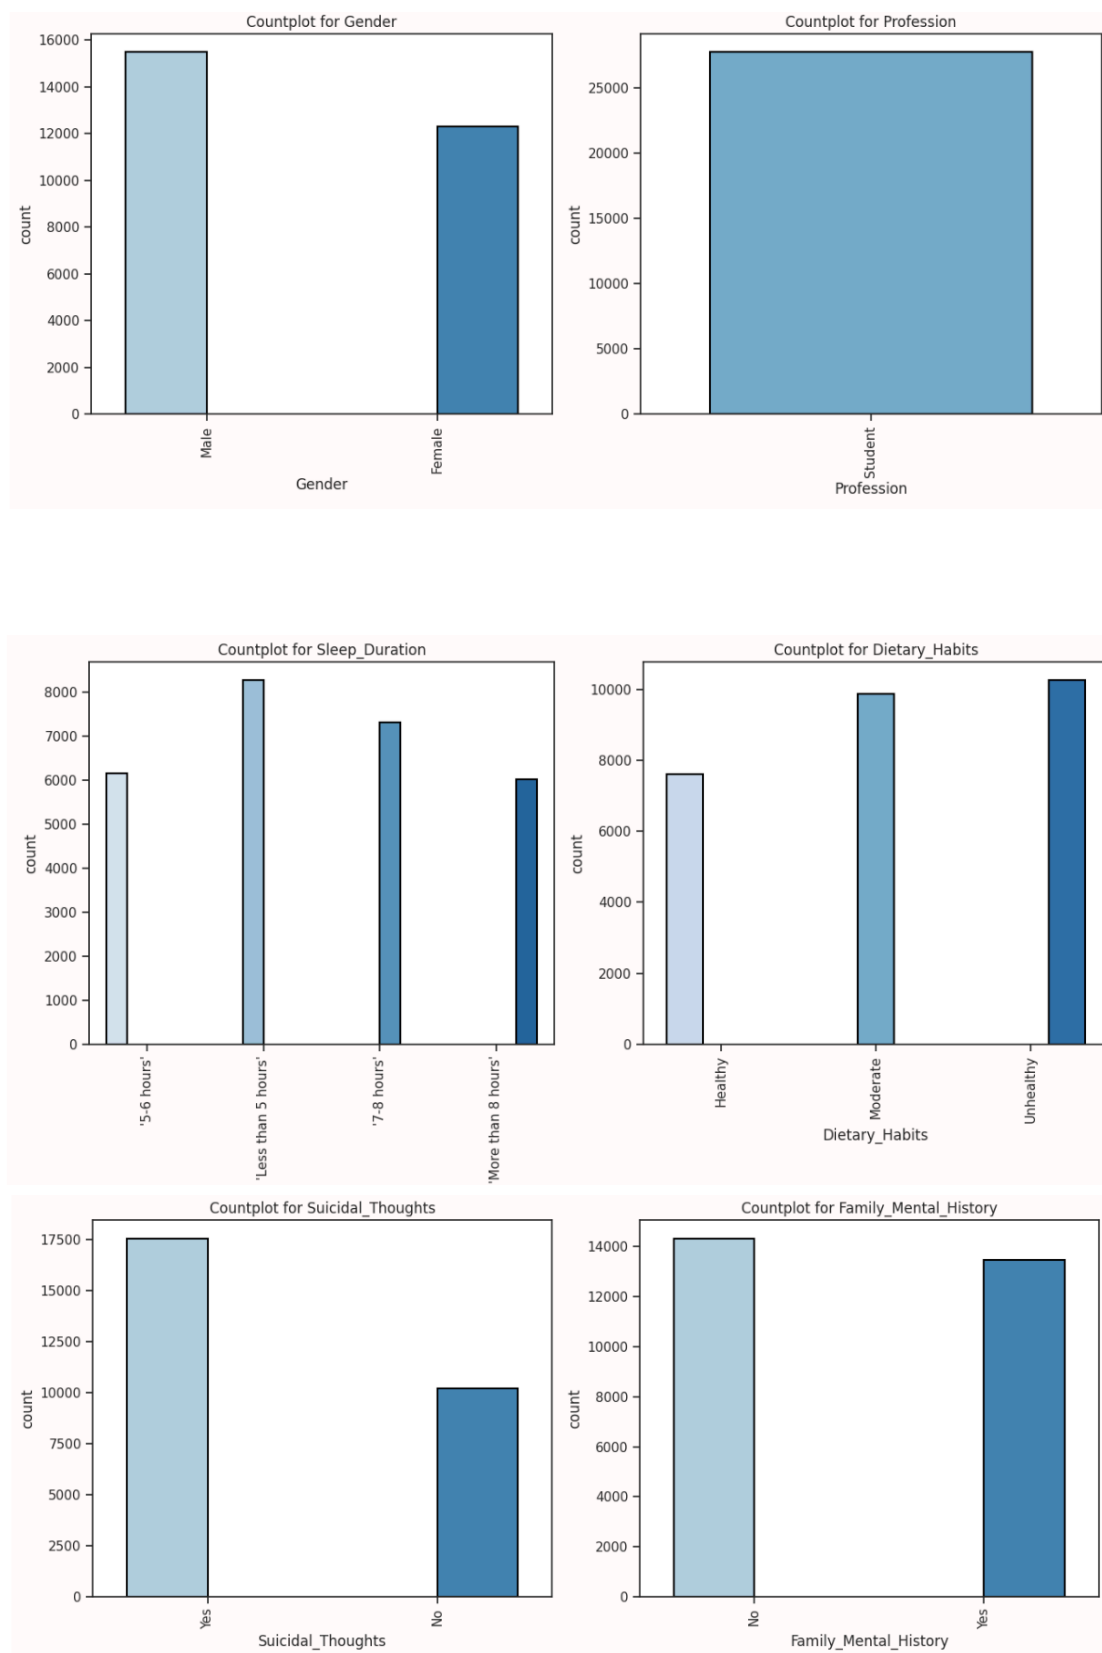 Countplot for Gender
16000
14000
12000
10000
8000
6000
4000
2000
0
count
Male
Female
Gender
Countplot for Profession
25000
20000
15000
10000
5000
0
count
Student
Profession
Countplot for Sleep_Duration
8000
7000
6000
5000
4000
3000
2000
1000
0
count
'5-6 hours'
'Less than 5 hours'
'7-8 hours'
'More than 8 hours'
Countplot for Dietary_Habits
10000
8000
6000
4000
2000
0
count
Healthy
Moderate
Unhealthy
Dietary_Habits
Countplot for Suicidal_Thoughts
17500
15000
12500
10000
7500
5000
2500
0
count
Yes
No
Suicidal_Thoughts
Countplot for Family_Mental_History
14000
12000
10000
8000
6000
4000
2000
0
count
No
Yes
Family_Mental_History